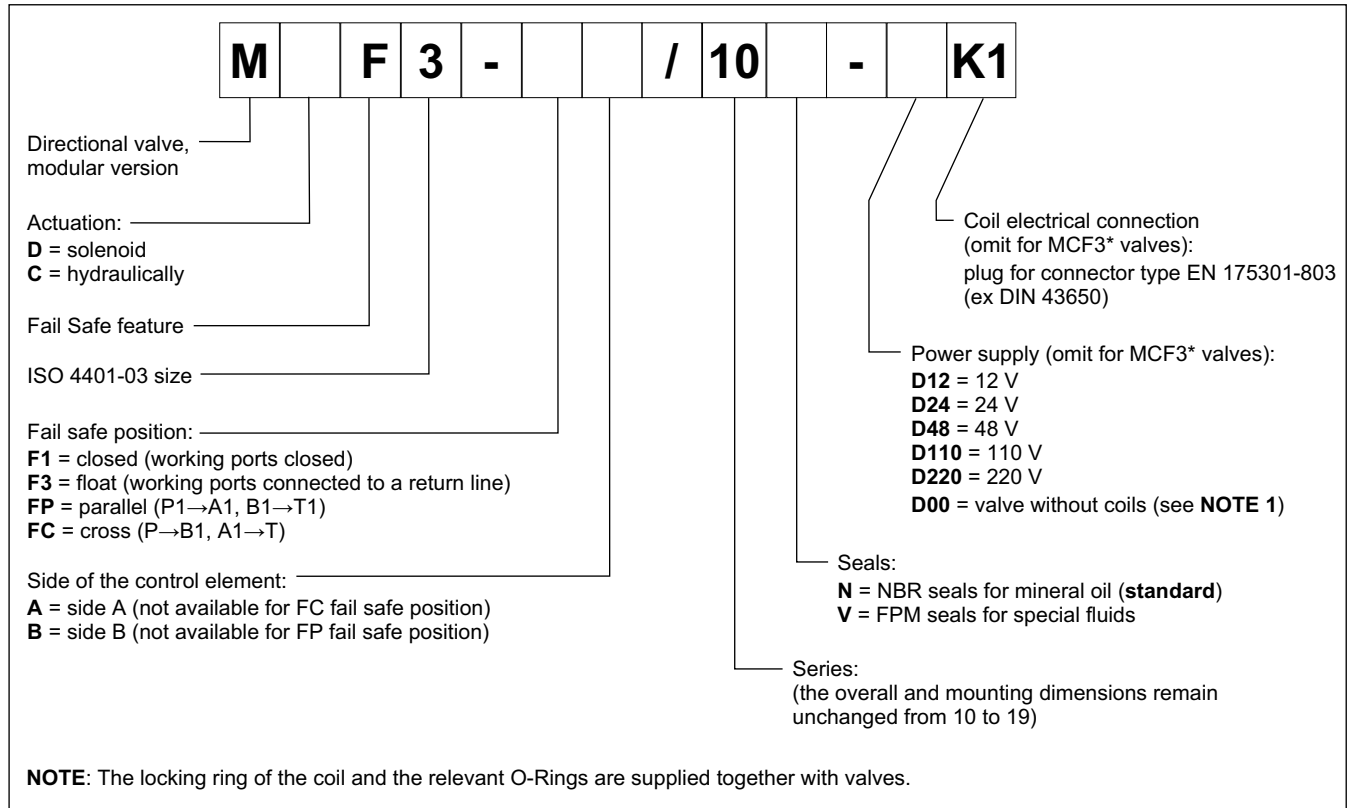 M F 3 - / 10 - K1
Directional valve,
modular version
Actuation:
D = solenoid
C = hydraulically
Fail Safe feature
ISO 4401-03 size
Fail safe position:
F1 = closed (working ports closed)
F3 = float (working ports connected to a return line)
FP = parallel (P1→A1, B1→T1)
FC = cross (P→B1, A1→T)
Side of the control element:
A = side A (not available for FC fail safe position)
B = side B (not available for FP fail safe position)
Coil electrical connection
(omit for MCF3* valves):
plug for connector type EN 175301-803
(ex DIN 43650)
Power supply (omit for MCF3* valves):
D12 = 12 V
D24 = 24 V
D48 = 48 V
D110 = 110 V
D220 = 220 V
D00 = valve without coils (see NOTE 1)
Seals:
N = NBR seals for mineral oil (standard)
V = FPM seals for special fluids
Series:
(the overall and mounting dimensions remain
unchanged from 10 to 19)
NOTE: The locking ring of the coil and the relevant O-Rings are supplied together with valves.